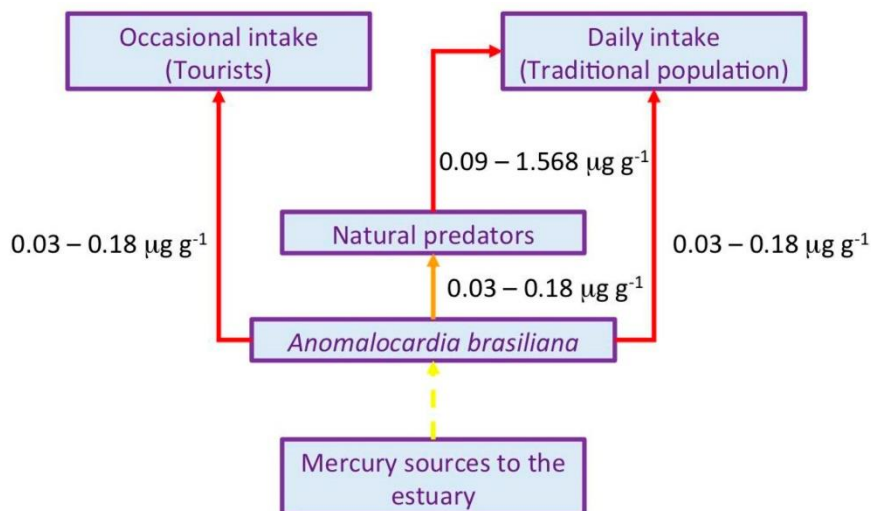 Occasional intake
(Tourists)
Daily intake
(Traditional population)
0.09 – 1.568 μg g⁻¹
0.03 – 0.18 μg g⁻¹
Natural predators
0.03 – 0.18 μg g⁻¹
0.03 – 0.18 μg g⁻¹
Anomalocardia brasiliana
Mercury sources to the
estuary